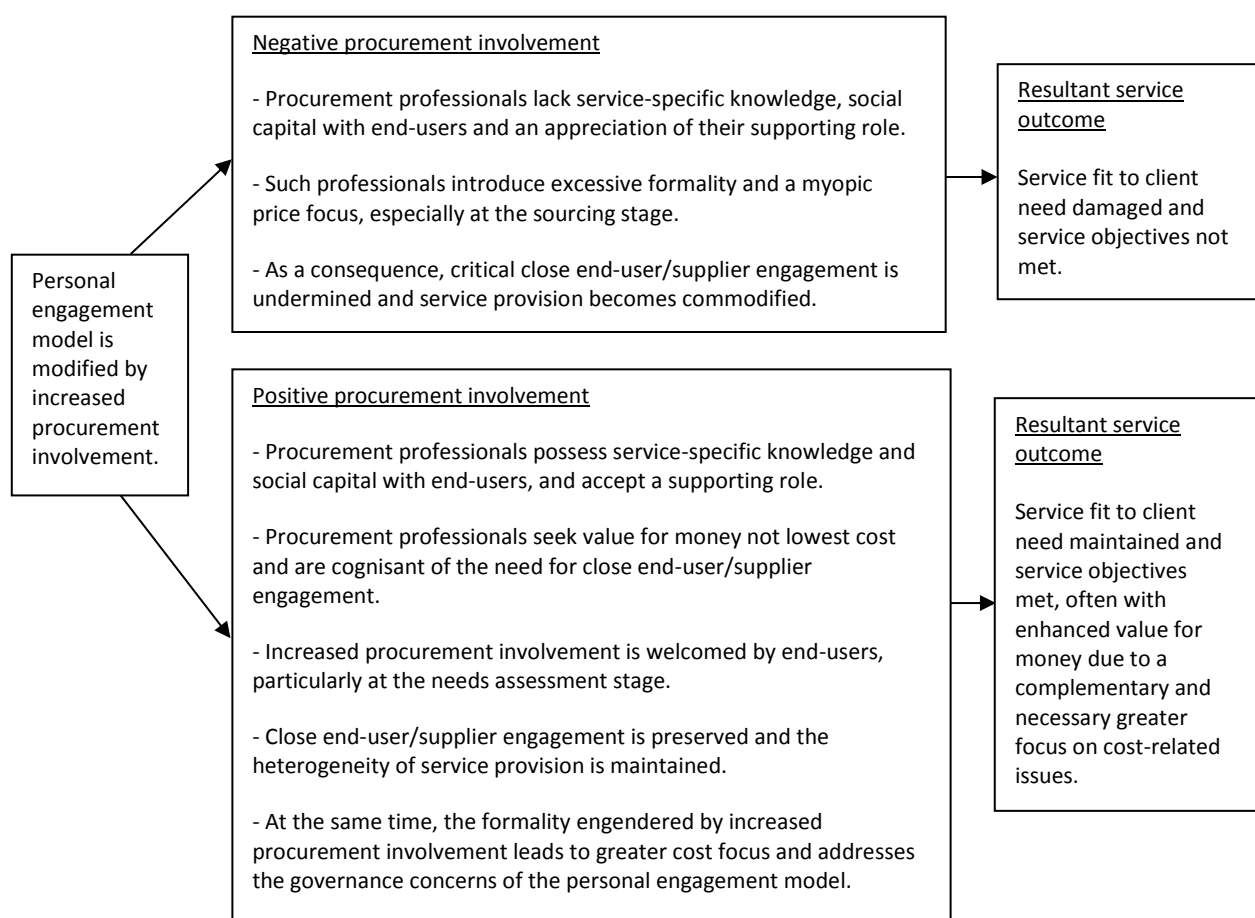 Personal
engagement
model is
modified by
increased
procurement
involvement.
Negative procurement involvement
- Procurement professionals lack service-specific knowledge, social
capital with end-users and an appreciation of their supporting role.
- Such professionals introduce excessive formality and a myopic
price focus, especially at the sourcing stage.
- As a consequence, critical close end-user/supplier engagement is
undermined and service provision becomes commodified.
Resultant service
outcome
Service fit to client
need damaged and
service objectives not
met.
Positive procurement involvement
- Procurement professionals possess service-specific knowledge and
social capital with end-users, and accept a supporting role.
- Procurement professionals seek value for money not lowest cost
and are cognisant of the need for close end-user/supplier
engagement.
- Increased procurement involvement is welcomed by end-users,
particularly at the needs assessment stage.
- Close end-user/supplier engagement is preserved and the
heterogeneity of service provision is maintained.
- At the same time, the formality engendered by increased
procurement involvement leads to greater cost focus and addresses
the governance concerns of the personal engagement model.
Resultant service
outcome
Service fit to client
need maintained and
service objectives
met, often with
enhanced value for
money due to a
complementary and
necessary greater
focus on cost-related
issues.